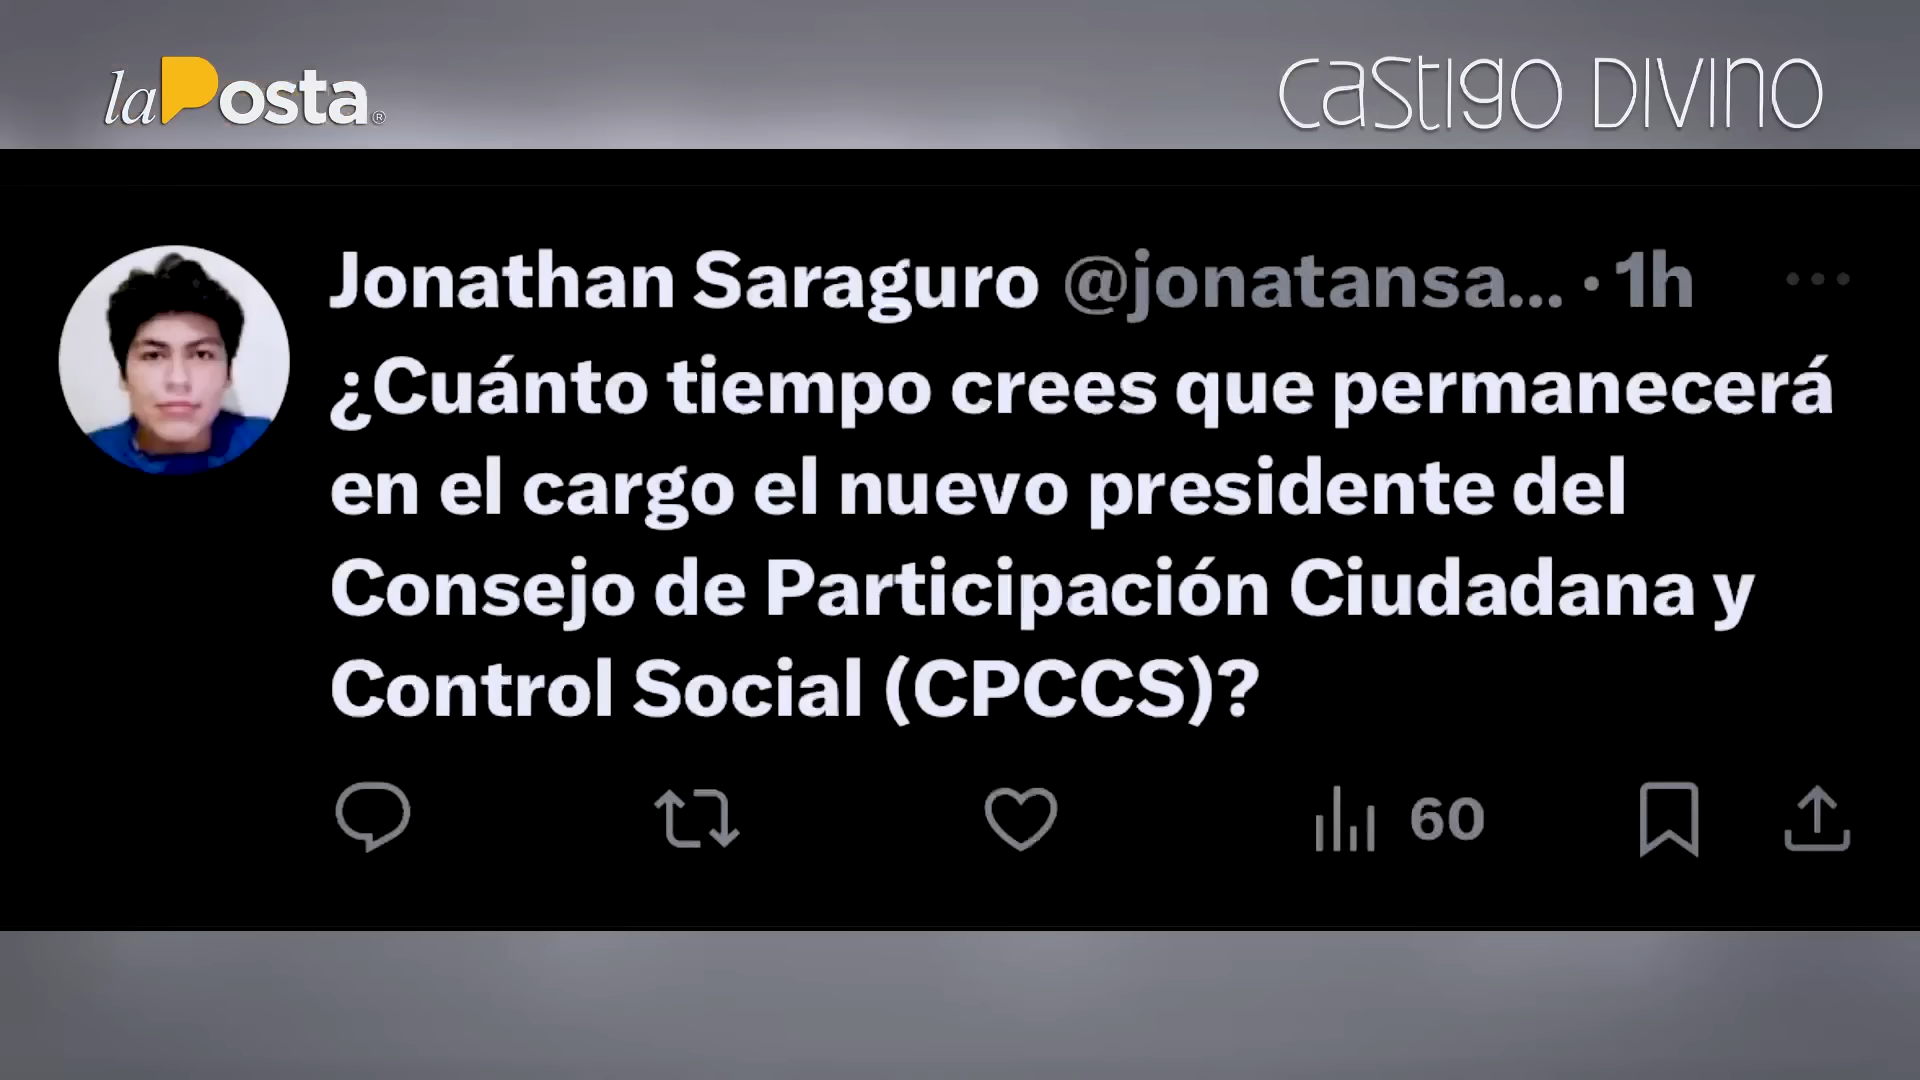 laPosta®
CASTIGO DIVINO
Jonathan Saraguro @jonatansa... · 1h
¿Cuánto tiempo crees que permanecerá
en el cargo el nuevo presidente del
Consejo de Participación Ciudadana y
Control Social (CPCCS)?
60